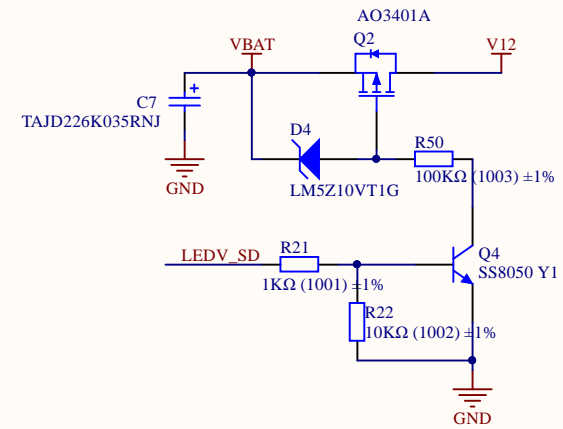 AO3401A
Q2
VBAT
V12
C7
TAJD226K035RNJ
GND
D4
LM5Z10VT1G
R50
100KΩ (1003) ±1%
LEDV_SD
R21
1KΩ (1001) ±1%
Q4
SS8050 Y1
R22
10KΩ (1002) ±1%
GND